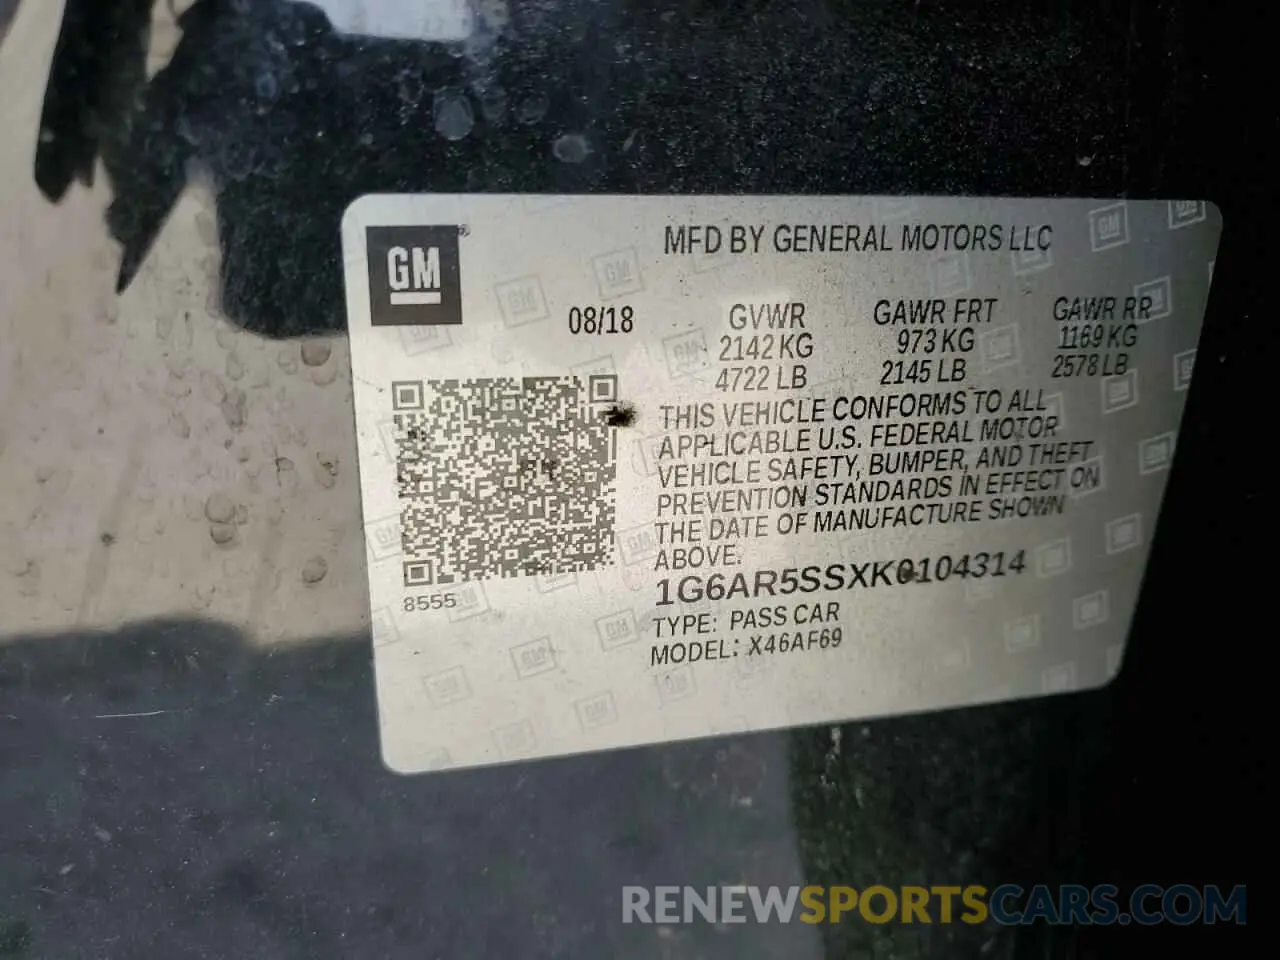 GM
MFD BY GENERAL MOTORS LLC
08/18
GVWR GAWR FRT GAWR RR
2142 KG 973 KG 1169 KG
4722 LB 2145 LB 2578 LB
THIS VEHICLE CONFORMS TO ALL
APPLICABLE U.S. FEDERAL MOTOR
VEHICLE SAFETY, BUMPER, AND THEFT
PREVENTION STANDARDS IN EFFECT ON
THE DATE OF MANUFACTURE SHOWN
ABOVE.
8555
1G6AR5SSXK0104314
TYPE: PASS CAR
MODEL: X46AF69
RENEWSPORTSCARS.COM